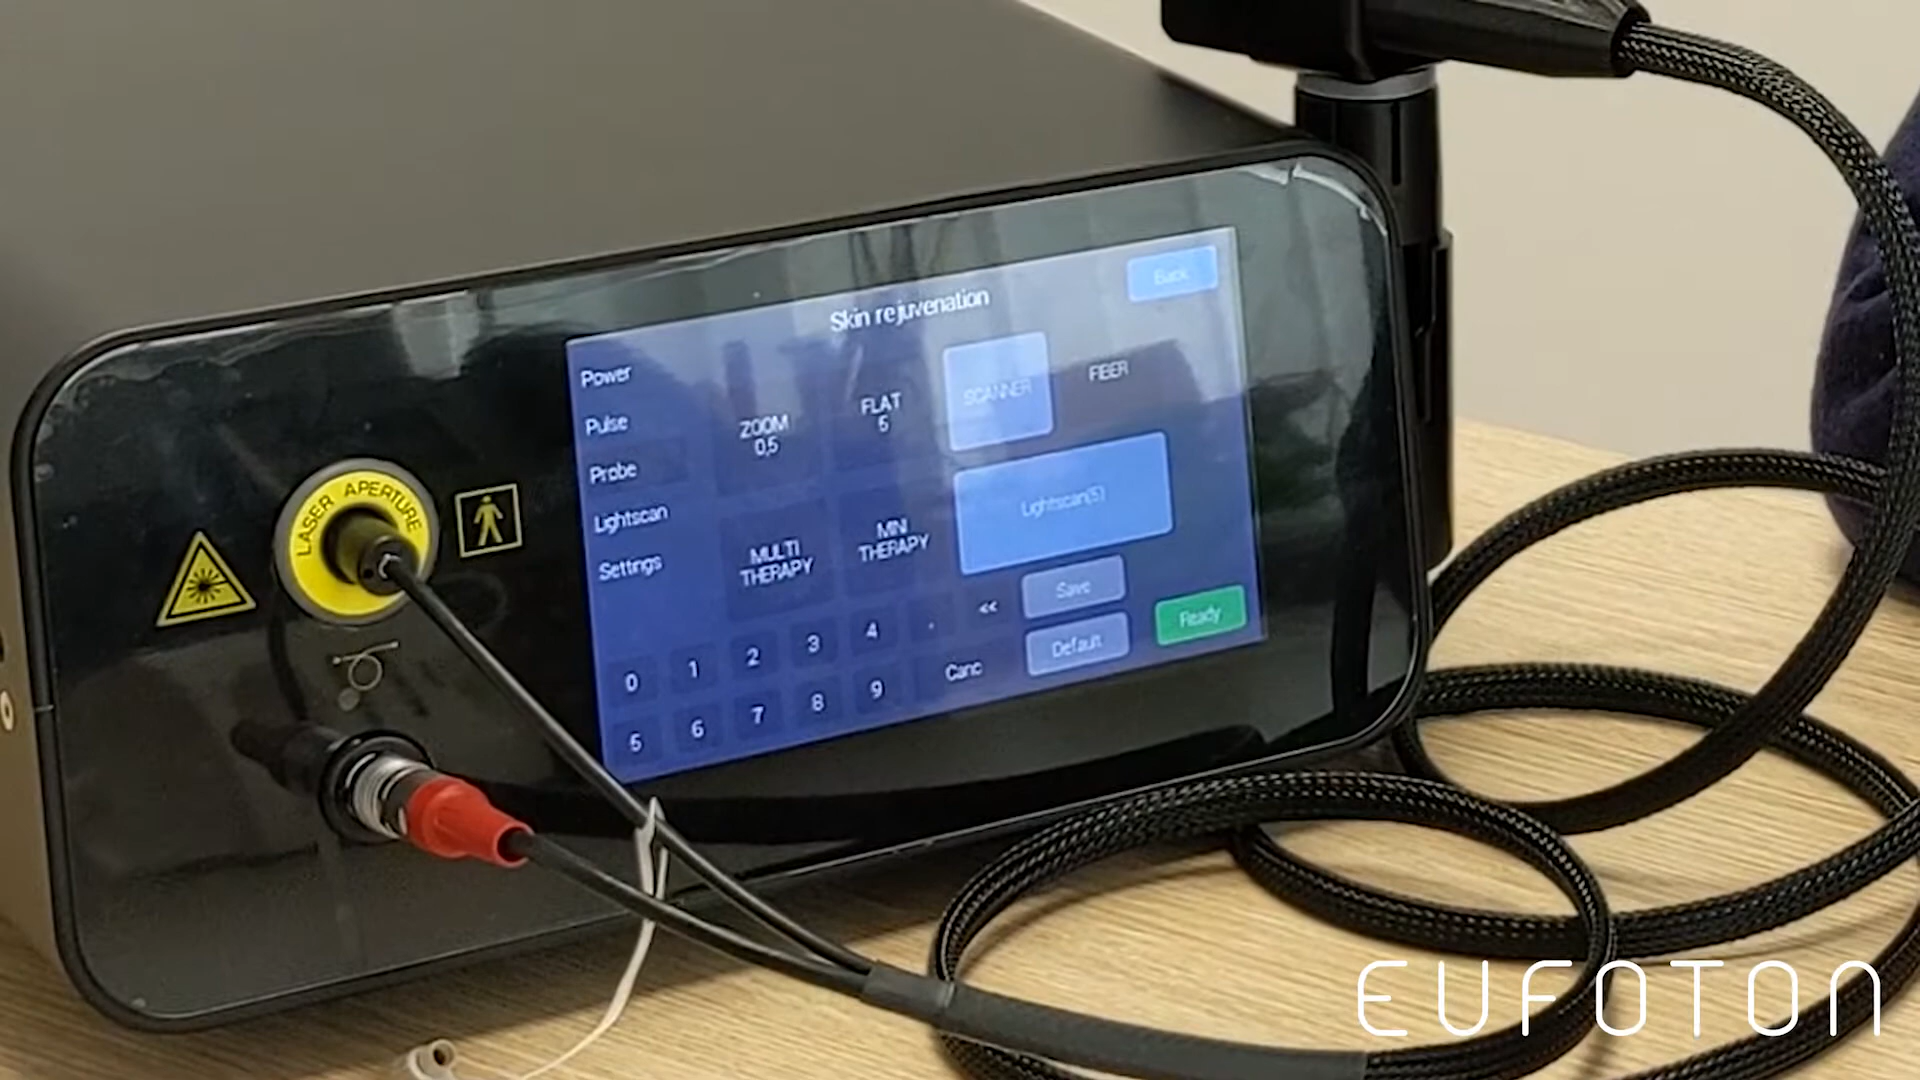 Skin rejuvenation
Back
Power
Pulse
Probe
Lightscan
Settings
ZOOM
0,5
FLAT
5
SCANNER
FIBER
MULTI
THERAPY
MINI
THERAPY
Lightscan(5)
0 1 2 3 4 . <<
5 6 7 8 9 Canc
Save
Default
Ready
LASER APERTURE
EUFOTON